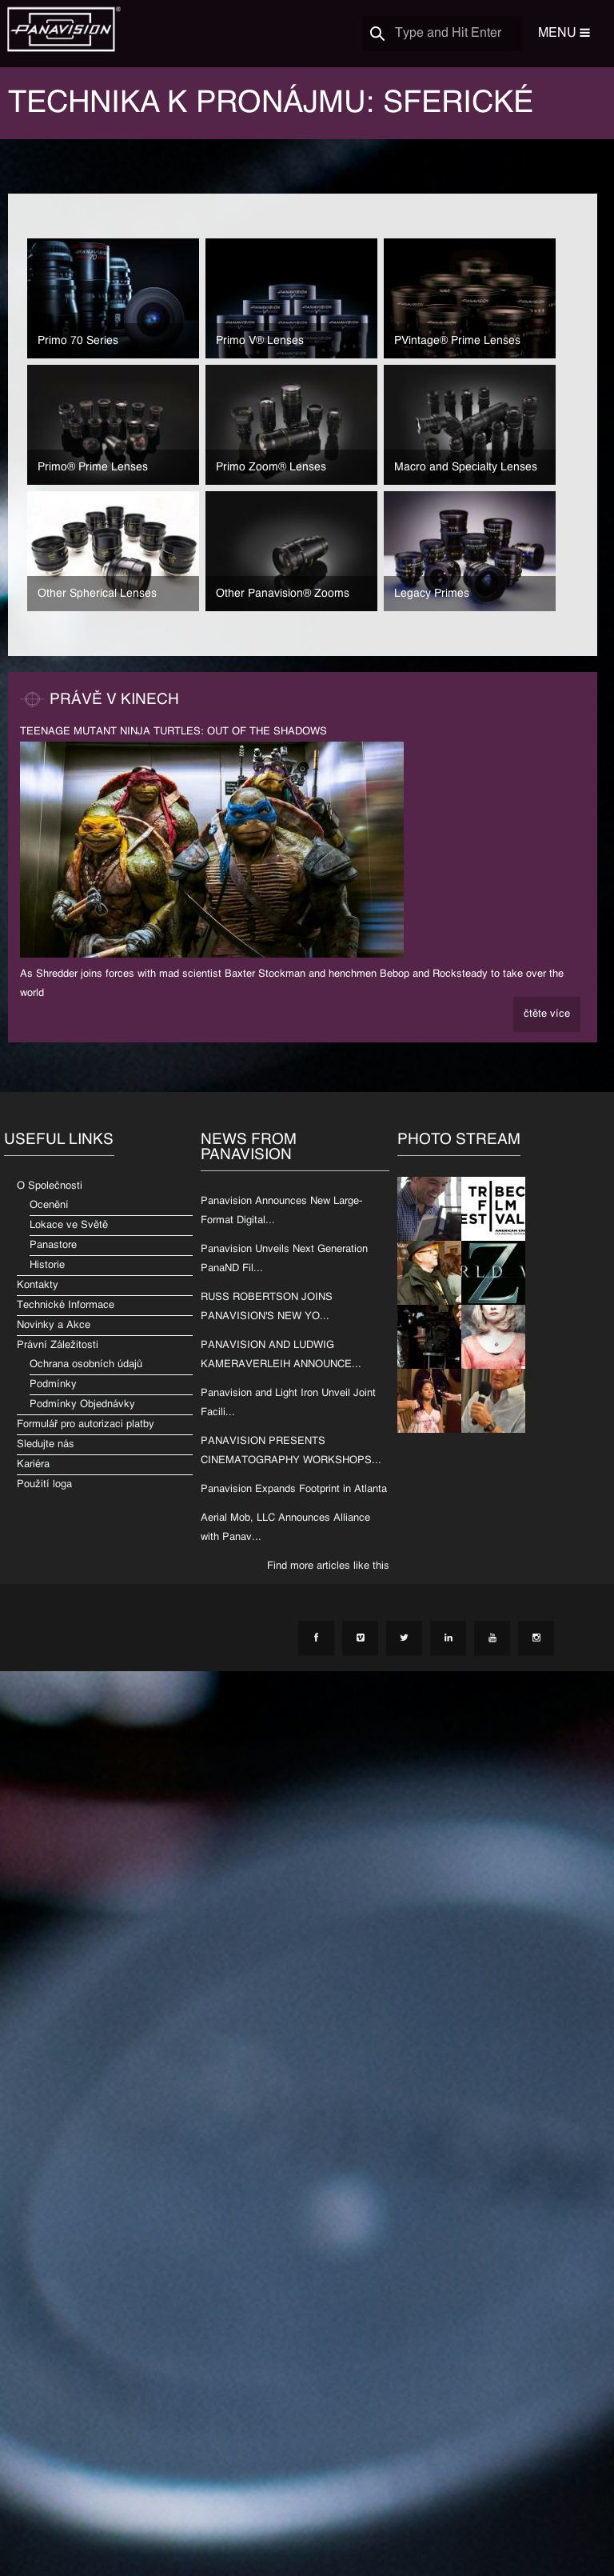 PANAVISION®
Type and Hit Enter
MENU
TECHNIKA K PRONÁJMU: SFERICKÉ
PANAVISION
70
Primo 70 Series
Primo V® Lenses
PVintage® Prime Lenses
Primo® Prime Lenses
Primo Zoom® Lenses
Macro and Specialty Lenses
Other Spherical Lenses
Other Panavision® Zooms
Legacy Primes
PRÁVĚ V KINECH
TEENAGE MUTANT NINJA TURTLES: OUT OF THE SHADOWS
As Shredder joins forces with mad scientist Baxter Stockman and henchmen Bebop and Rocksteady to take over the
world
čtěte více
USEFUL LINKS
O Společnosti
Ocenění
Lokace ve Světě
Panastore
Historie
Kontakty
Technické Informace
Novinky a Akce
Právní Záležitosti
Ochrana osobních údajů
Podmínky
Podmínky Objednávky
Formulář pro autorizaci platby
Sledujte nás
Kariéra
Použití loga
NEWS FROM
PANAVISION
Panavision Announces New Large-
Format Digital...
Panavision Unveils Next Generation
PanaND Fil...
RUSS ROBERTSON JOINS
PANAVISION'S NEW YO...
PANAVISION AND LUDWIG
KAMERAVERLEIH ANNOUNCE...
Panavision and Light Iron Unveil Joint
Facili...
PANAVISION PRESENTS
CINEMATOGRAPHY WORKSHOPS...
Panavision Expands Footprint in Atlanta
Aerial Mob, LLC Announces Alliance
with Panav...
Find more articles like this
PHOTO STREAM
TRIBEC
FILM
ESTIVAL
RLD
Z